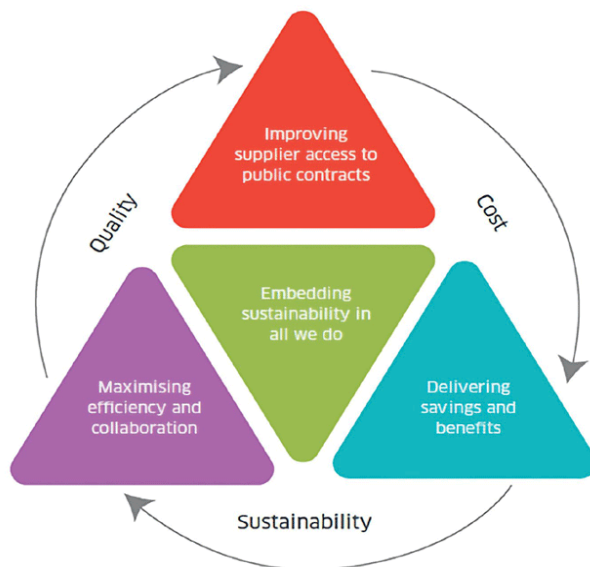 Improving
supplier access to
public contracts
Quality
Cost
Embedding
sustainability in
all we do
Maximising
efficiency and
collaboration
Delivering
savings and
benefits
Sustainability